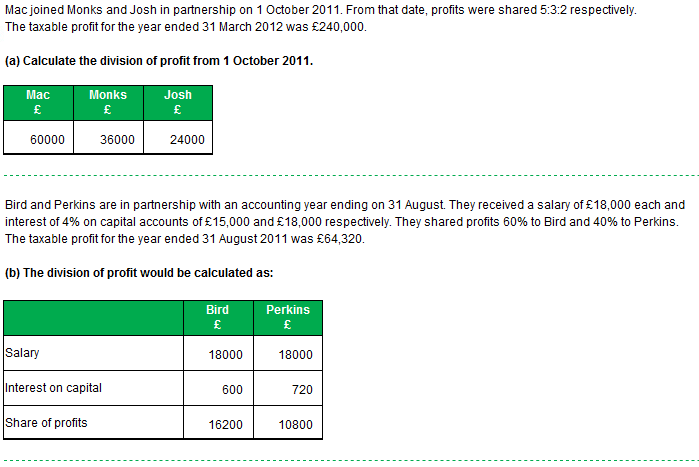 Mac joined Monks and Josh in partnership on 1 October 2011. From that date, profits were shared 5:3:2 respectively.
The taxable profit for the year ended 31 March 2012 was £240,000.
(a) Calculate the division of profit from 1 October 2011.
Mac Monks Josh
£ £ £
60000 36000 24000
Bird and Perkins are in partnership with an accounting year ending on 31 August. They received a salary of £18,000 each and
interest of 4% on capital accounts of £15,000 and £18,000 respectively. They shared profits 60% to Bird and 40% to Perkins.
The taxable profit for the year ended 31 August 2011 was £64,320.
(b) The division of profit would be calculated as:
Bird Perkins
£ £
Salary 18000 18000
Interest on capital 600 720
Share of profits 16200 10800